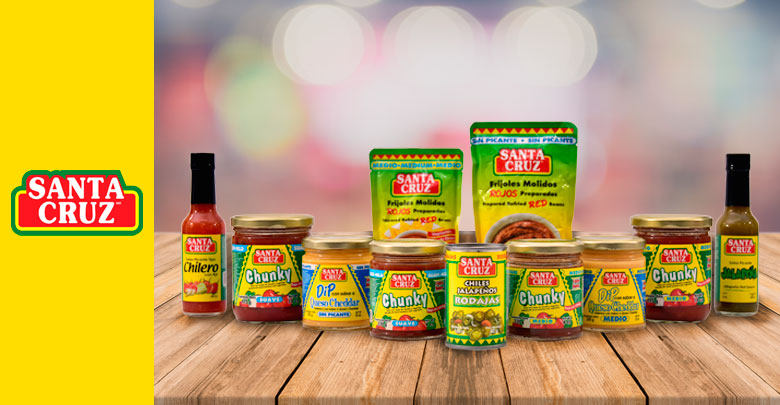 SANTA
CRUZ
MEDIO • MEDIUM • MEDIO
SANTA
CRUZ
Frijoles Molidos
ROJOS Preparados
SIN PICANTE • SIN PICANTE
SANTA
CRUZ
Frijoles Molidos
ROJOS Preparados
Prepared Refried RED Beans
SANTA
CRUZ
Chilero
SANTA
CRUZ
Chunky
SUAVE
SANTA
CRUZ
DiP
Queso Cheddar
SIN PICANTE
SANTA
CRUZ
Chunky
SUAVE
SANTA
CRUZ
CHILES
JALAPEÑOS
RODAJAS
SANTA
CRUZ
Chunky
MEDIO
SANTA
CRUZ
DiP
Queso Cheddar
MEDIO
SANTA
CRUZ
Chunky
MEDIO
SANTA
CRUZ
JALAPEÑO